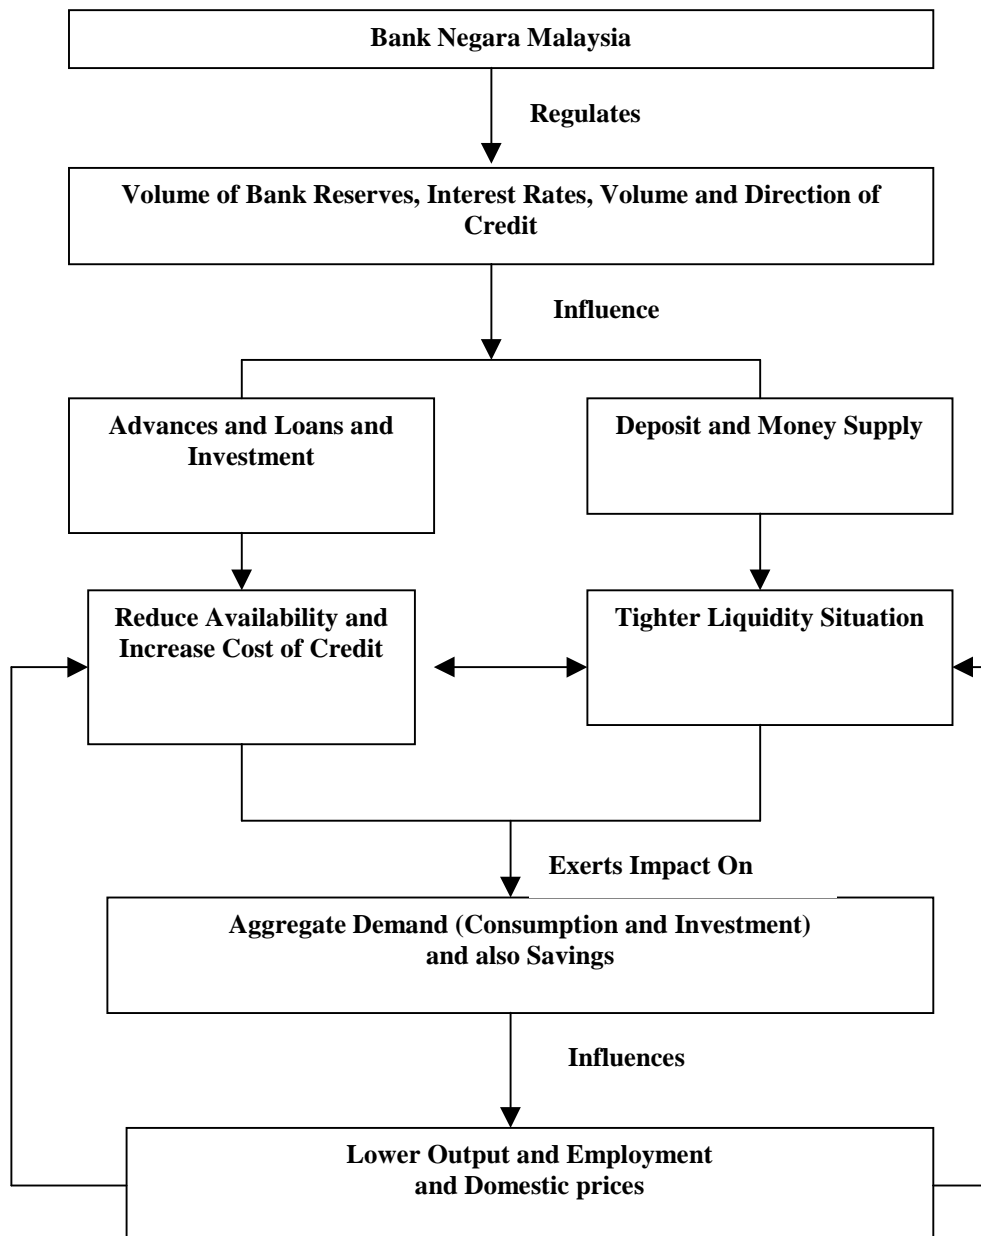 Bank Negara Malaysia
Regulates
Volume of Bank Reserves, Interest Rates, Volume and Direction of
Credit
Influence
Advances and Loans and
Investment
Deposit and Money Supply
Reduce Availability and
Increase Cost of Credit
Tighter Liquidity Situation
Exerts Impact On
Aggregate Demand (Consumption and Investment)
and also Savings
Influences
Lower Output and Employment
and Domestic prices